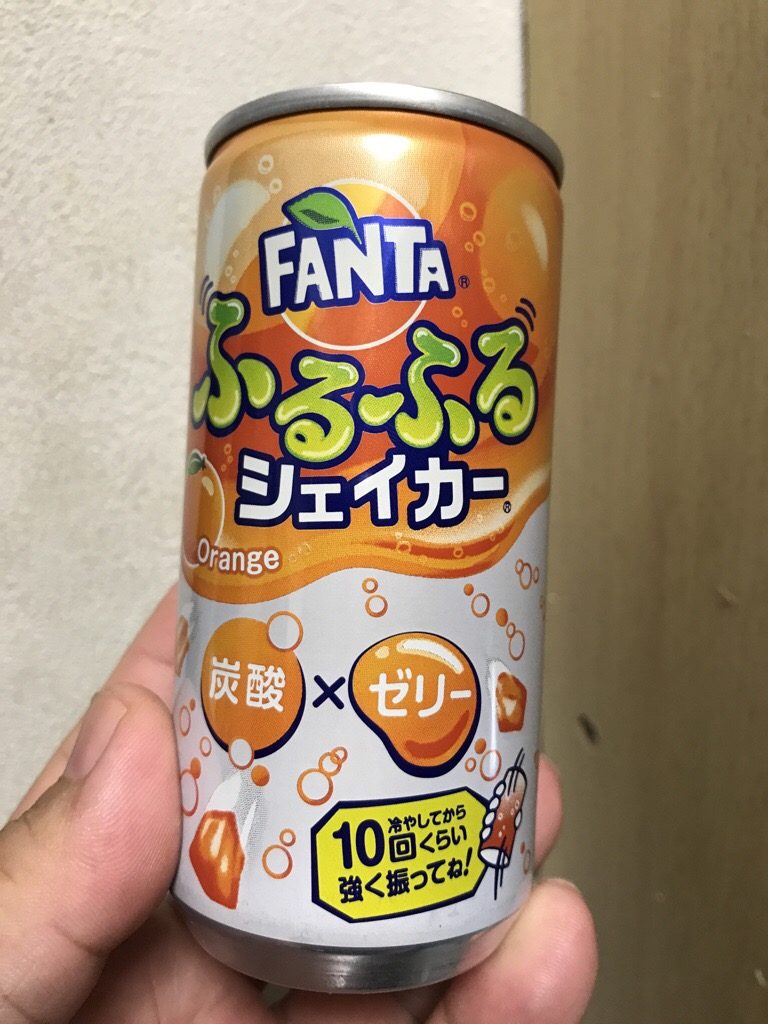 FANTA®
ふるふる
シェイカー®
Orange
炭酸×ゼリー
冷やしてから
10回くらい
強く振ってね!